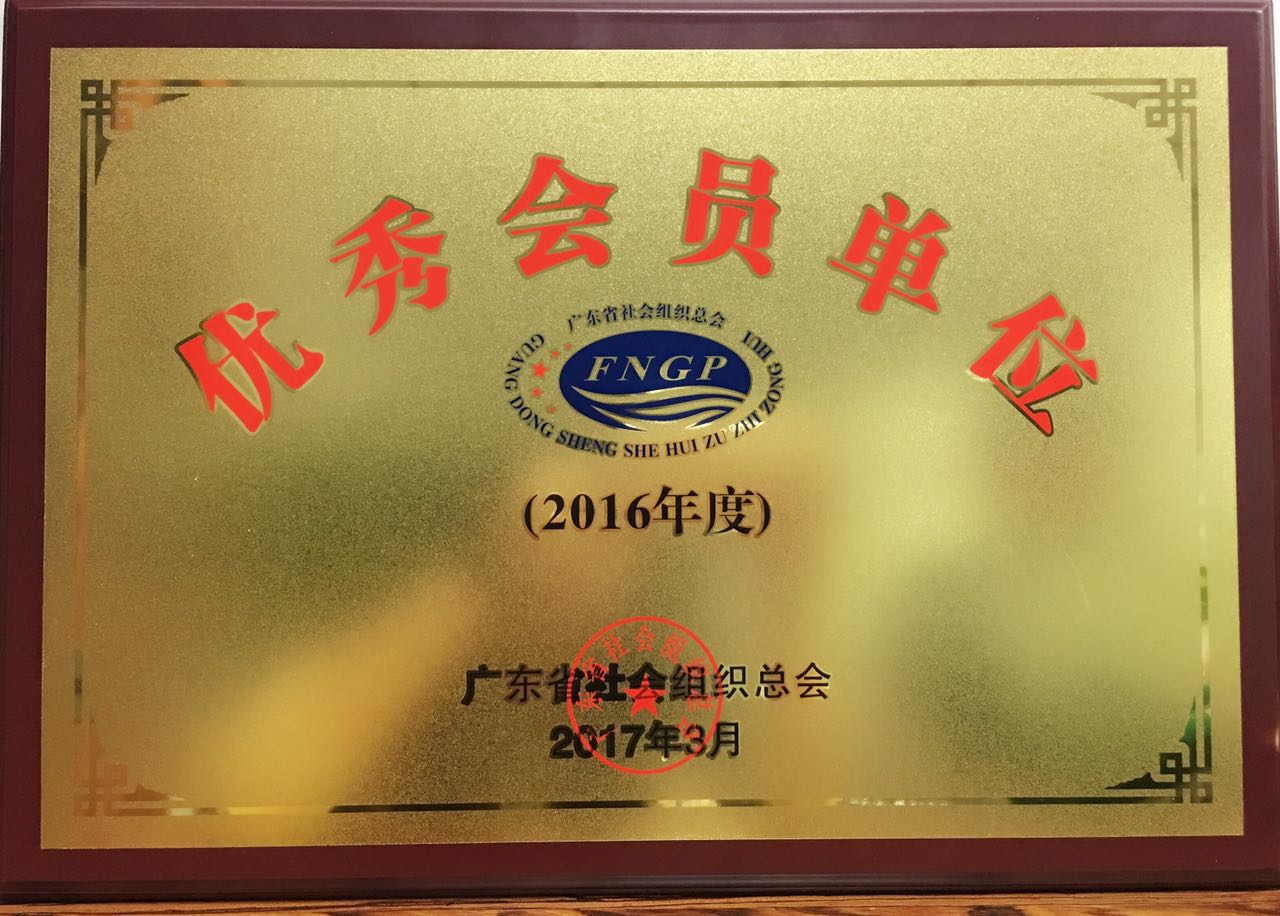 优秀会员单位
广东省社会组织总会
FNGP
GUANG DONG SHENG SHE HUI ZU ZHI ZONG HUI
(2016年度)
广东省社会组织总会
2017年3月